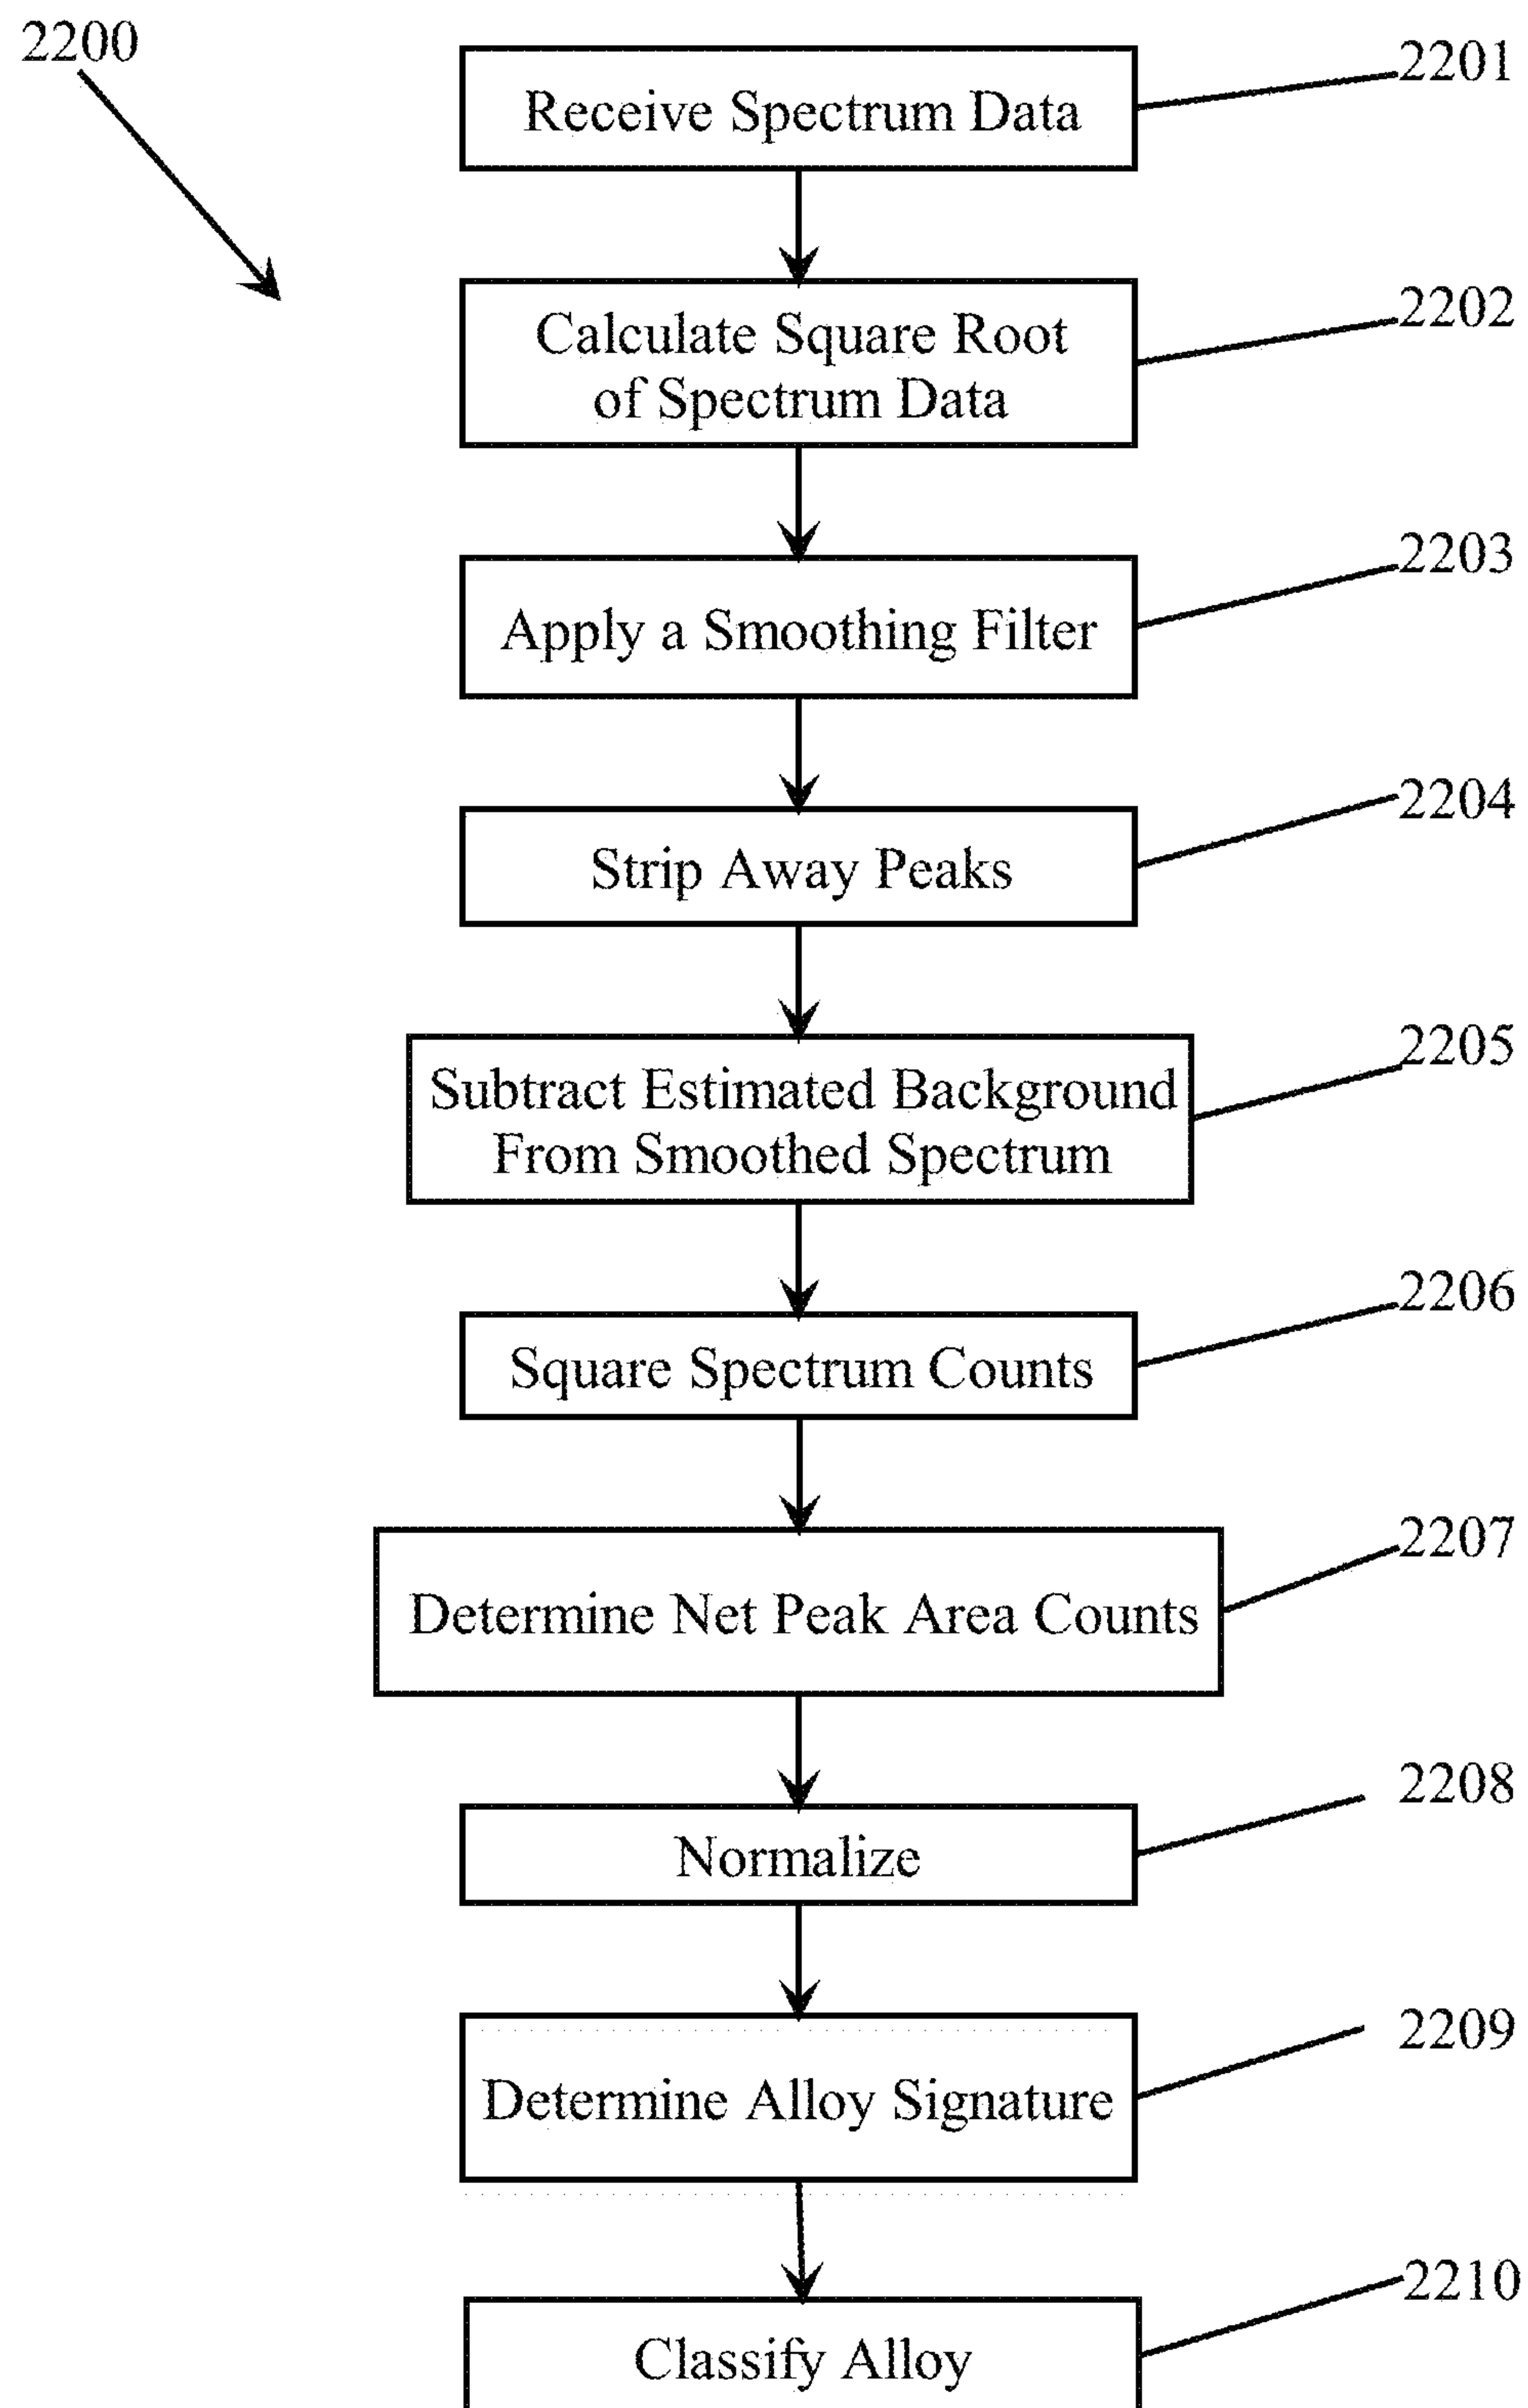 2200
Receive Spectrum Data
2201
Calculate Square Root
of Spectrum Data
2202
Apply a Smoothing Filter
2203
Strip Away Peaks
2204
Subtract Estimated Background
From Smoothed Spectrum
2205
Square Spectrum Counts
2206
Determine Net Peak Area Counts
2207
Normalize
2208
Determine Alloy Signature
2209
Classify Alloy
2210